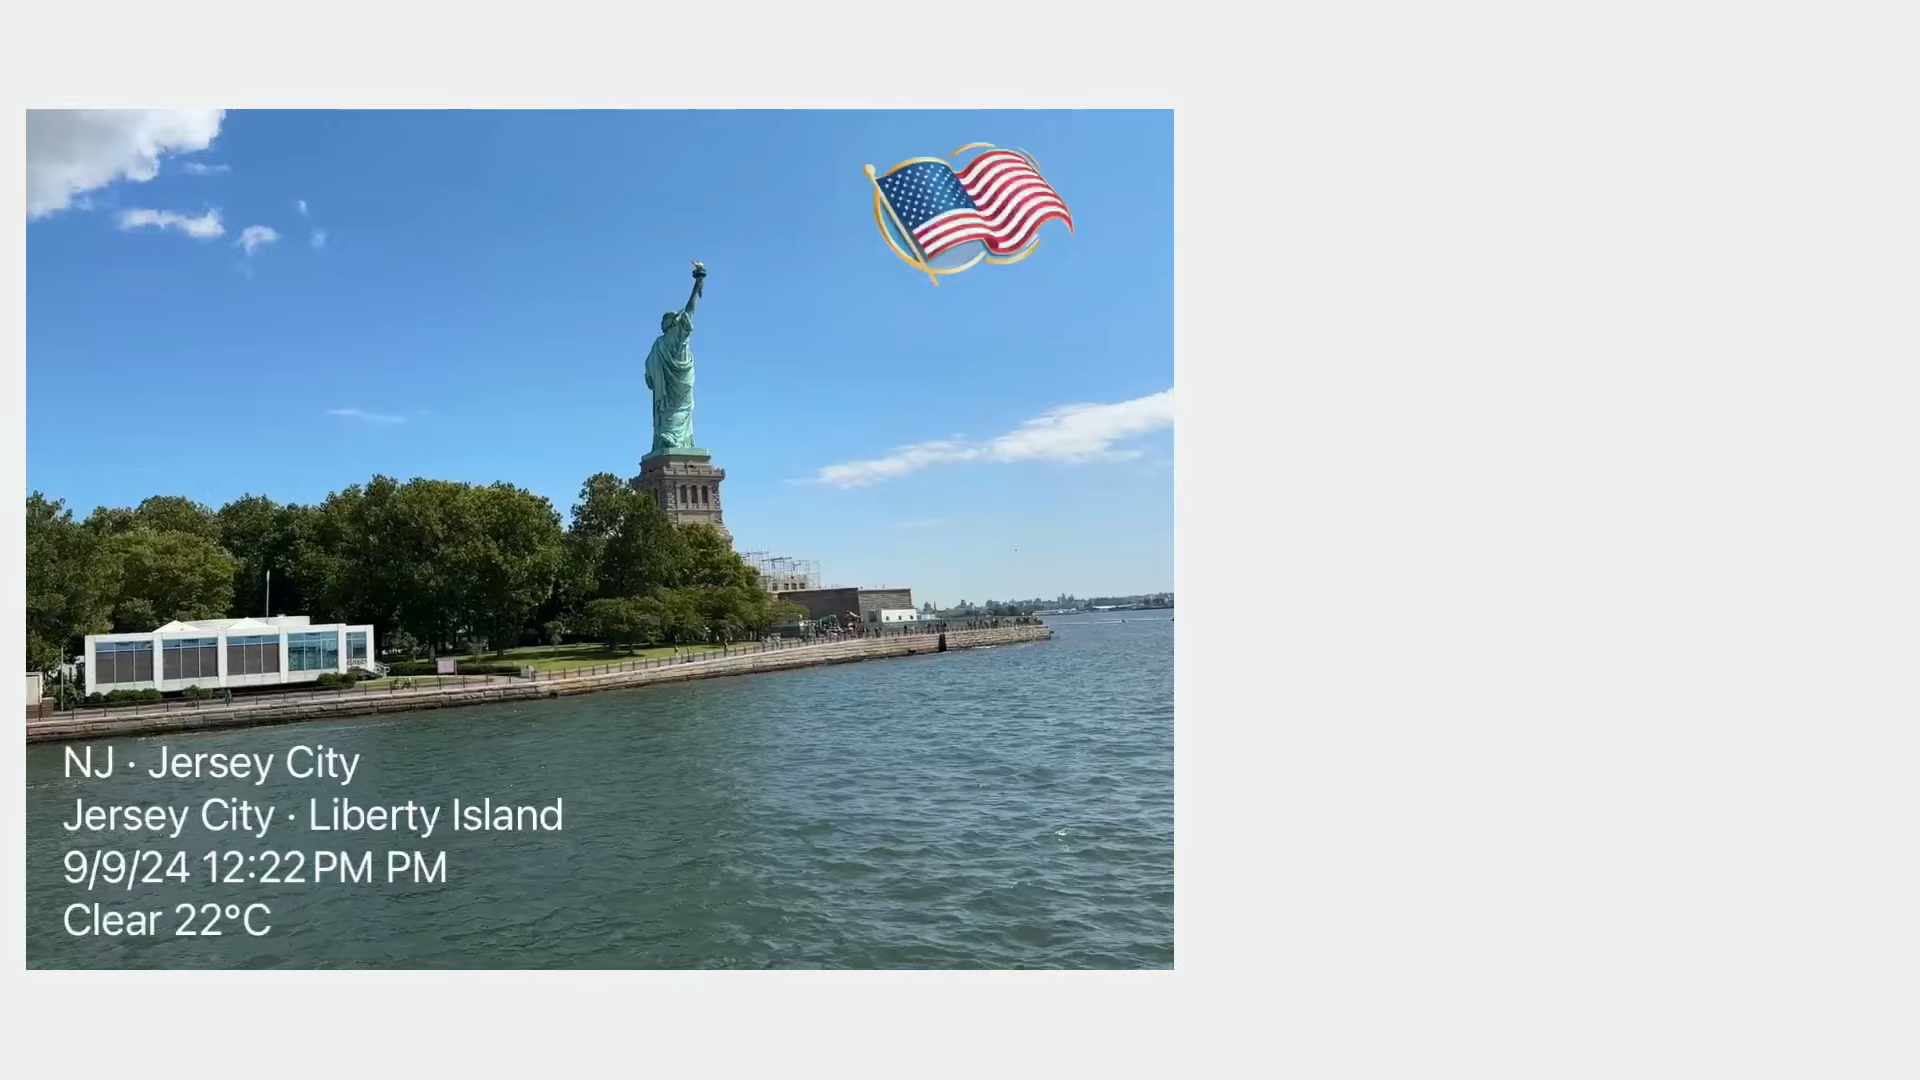 NJ · Jersey City
Jersey City · Liberty Island
9/9/24 12:22 PM PM
Clear 22°C